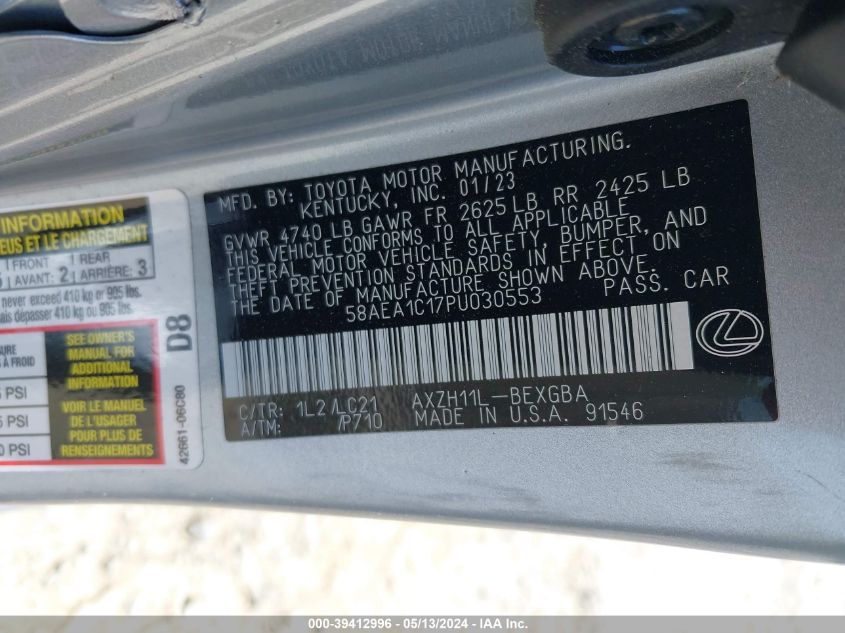 INFORMATION
EUS ET LE CHARGEMENT
FRONT 1 REAR
AVANT: 2 ARRIÈRE: 3
never exceed 410 kg or 905 lbs.
mais dépasser 410 kg ou 905 lbs.
À FROID
PSI
PSI
PSI
SEE OWNER'S
MANUAL FOR
ADDITIONAL
INFORMATION
VOIR LE MANUEL
DE L'USAGER
POUR PLUS DE
RENSEIGNEMENTS
D8
42661-06C80
MFD. BY: TOYOTA MOTOR MANUFACTURING.
KENTUCKY, INC. 01/23
GVWR 4740 LB GAWR FR 2625 LB RR 2425 LB
THIS VEHICLE CONFORMS TO ALL APPLICABLE
FEDERAL MOTOR VEHICLE SAFETY, BUMPER, AND
THEFT PREVENTION STANDARDS IN EFFECT ON
THE DATE OF MANUFACTURE SHOWN ABOVE.
58AEA1C17PU030553 PASS. CAR
C/TR: 1L2/LC21 AXZH11L-BEXGBA
A/TM: /P710 MADE IN U.S.A. 91546
000-39412996 - 05/13/2024 - IAAI.com